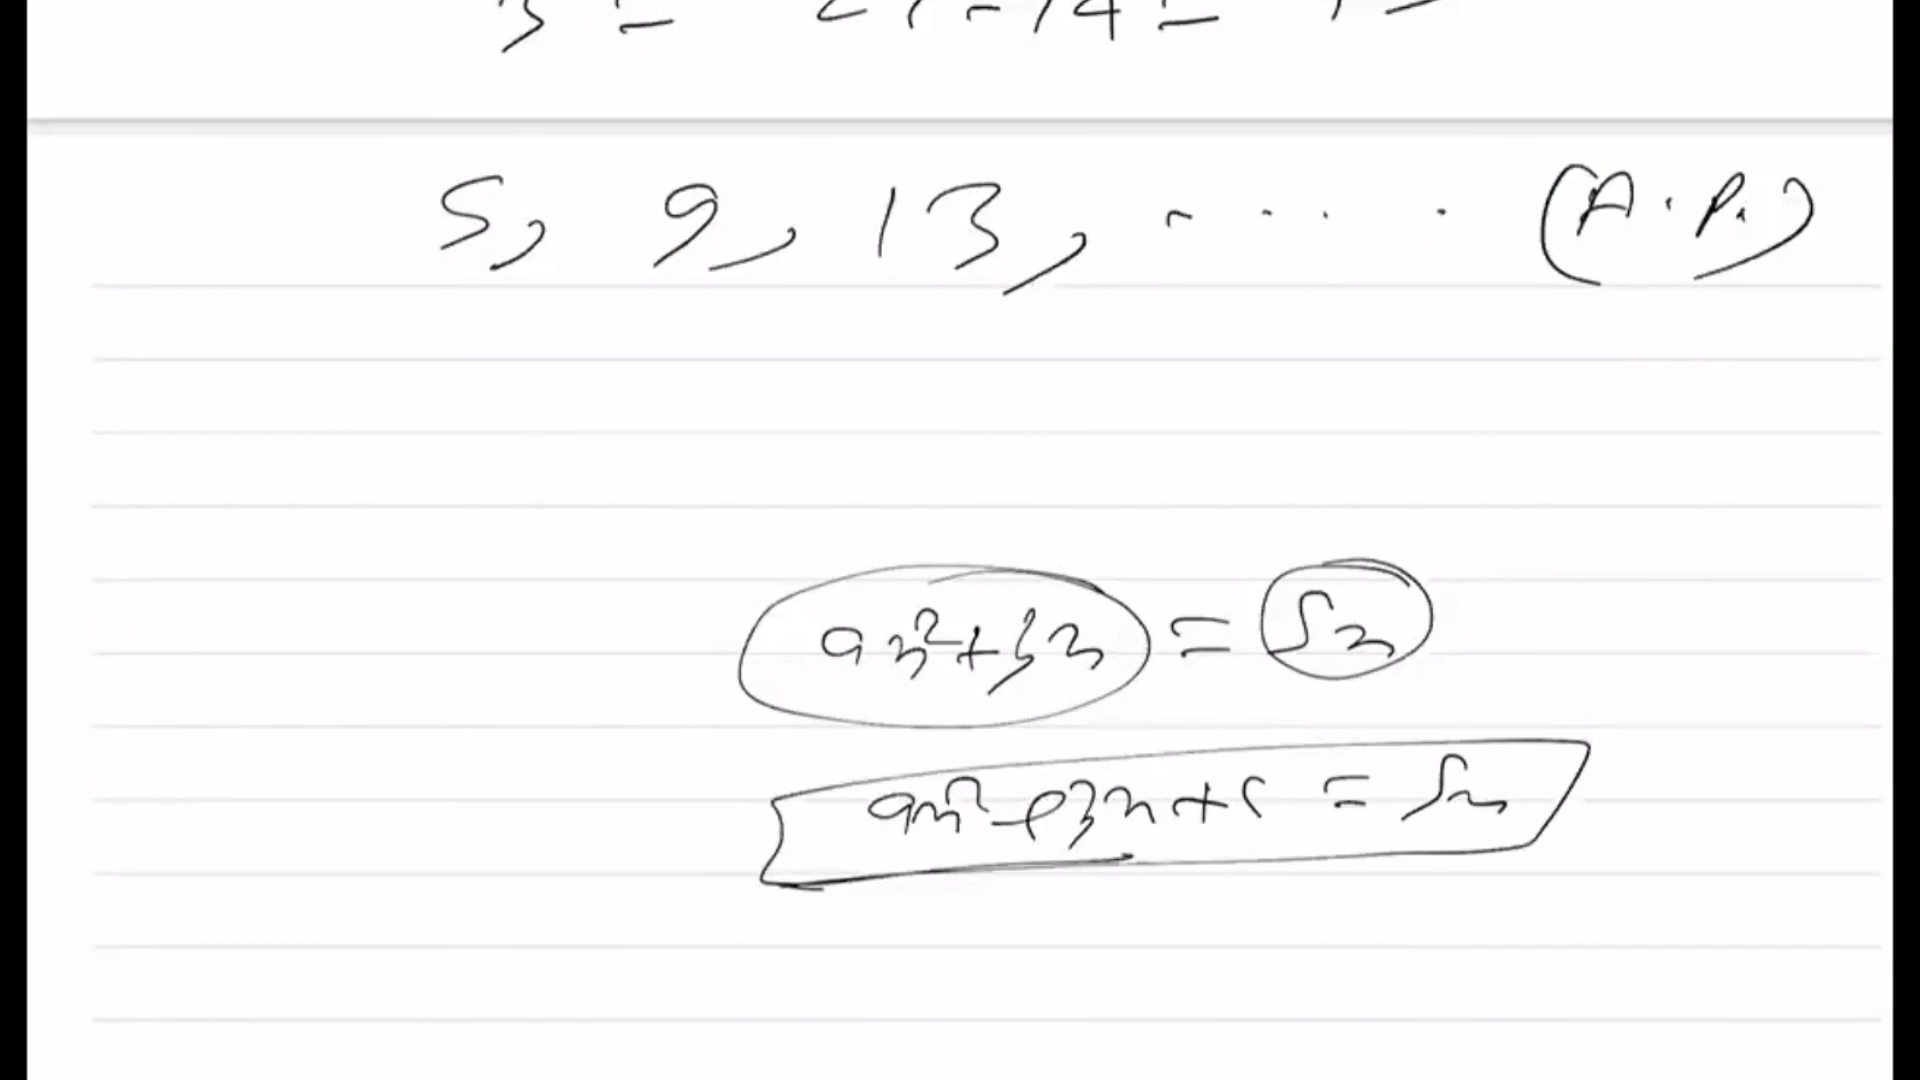 5, 9, 13, ..... (A.P.)
an²+bn = Sn
an²+bn+c = Sn